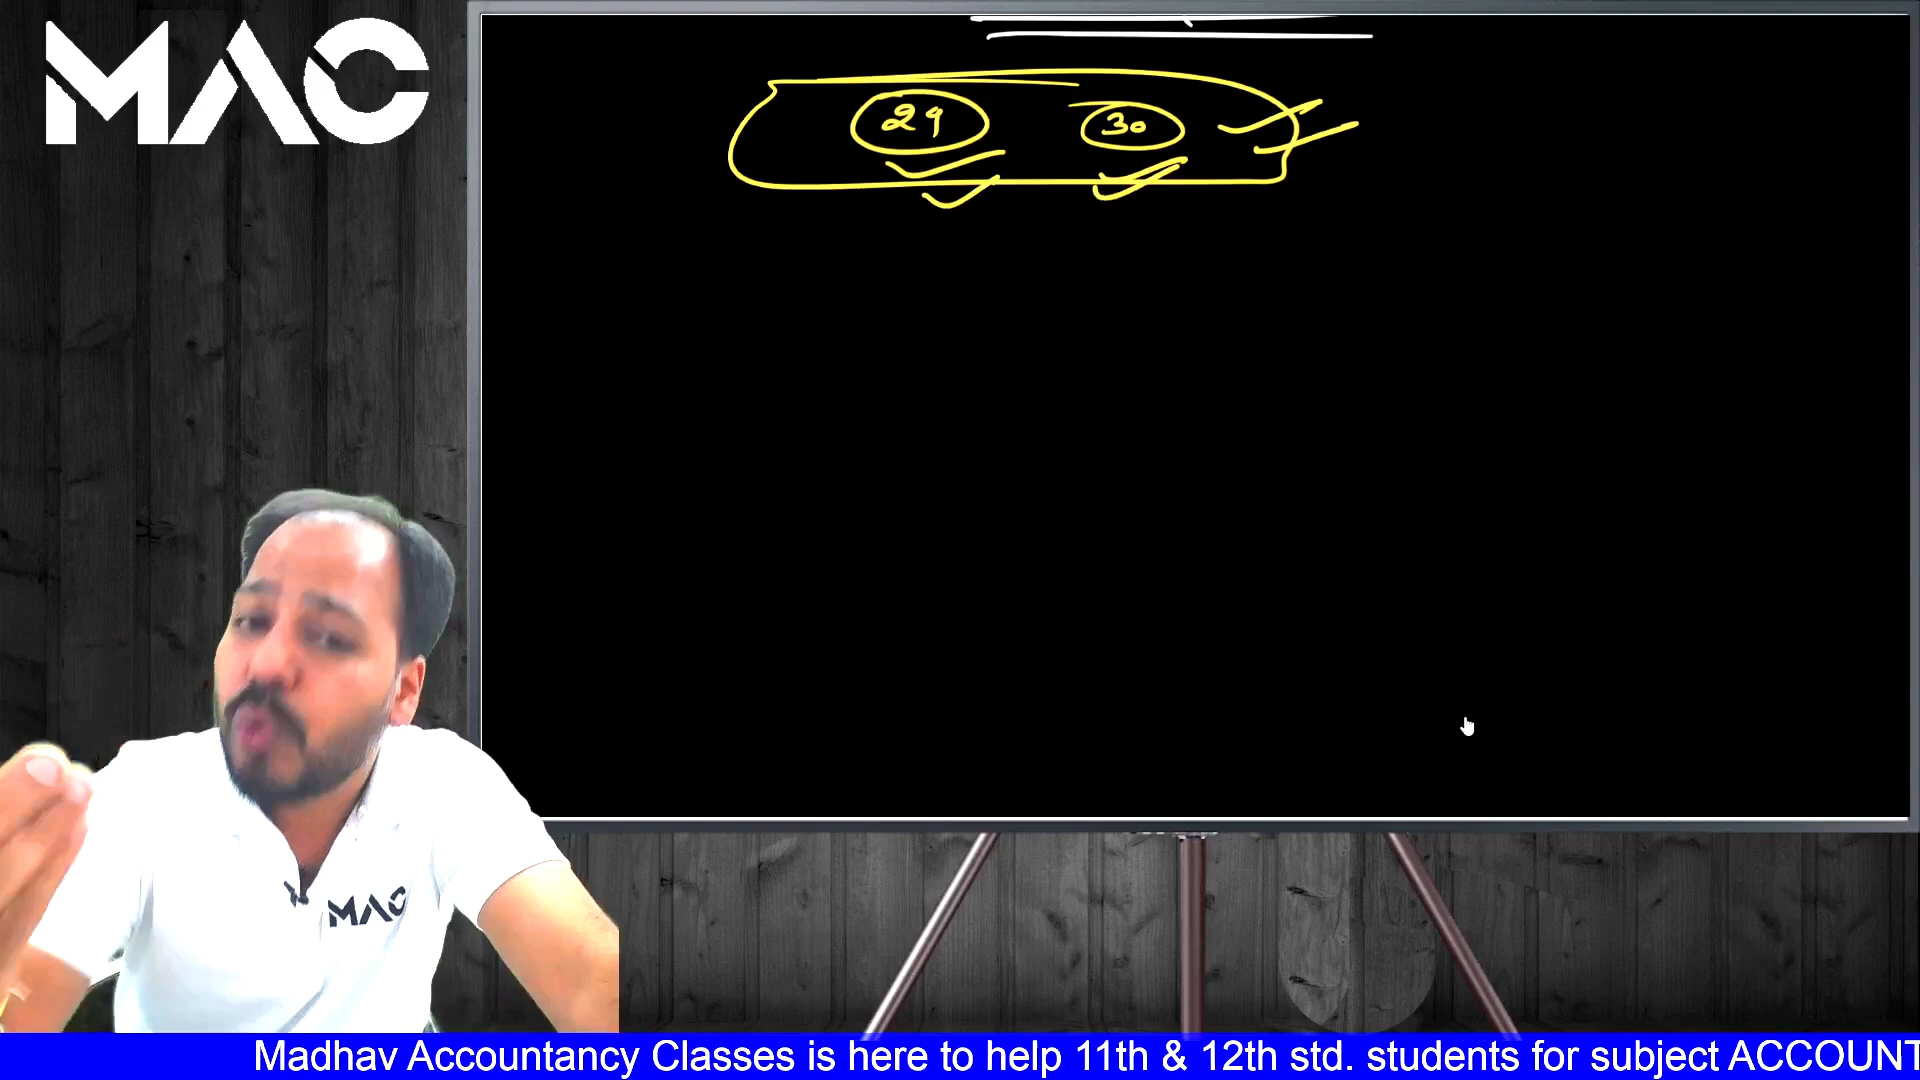 MAC
29 30
MAC
Madhav Accountancy Classes is here to help 11th & 12th std. students for subject ACCOUNT